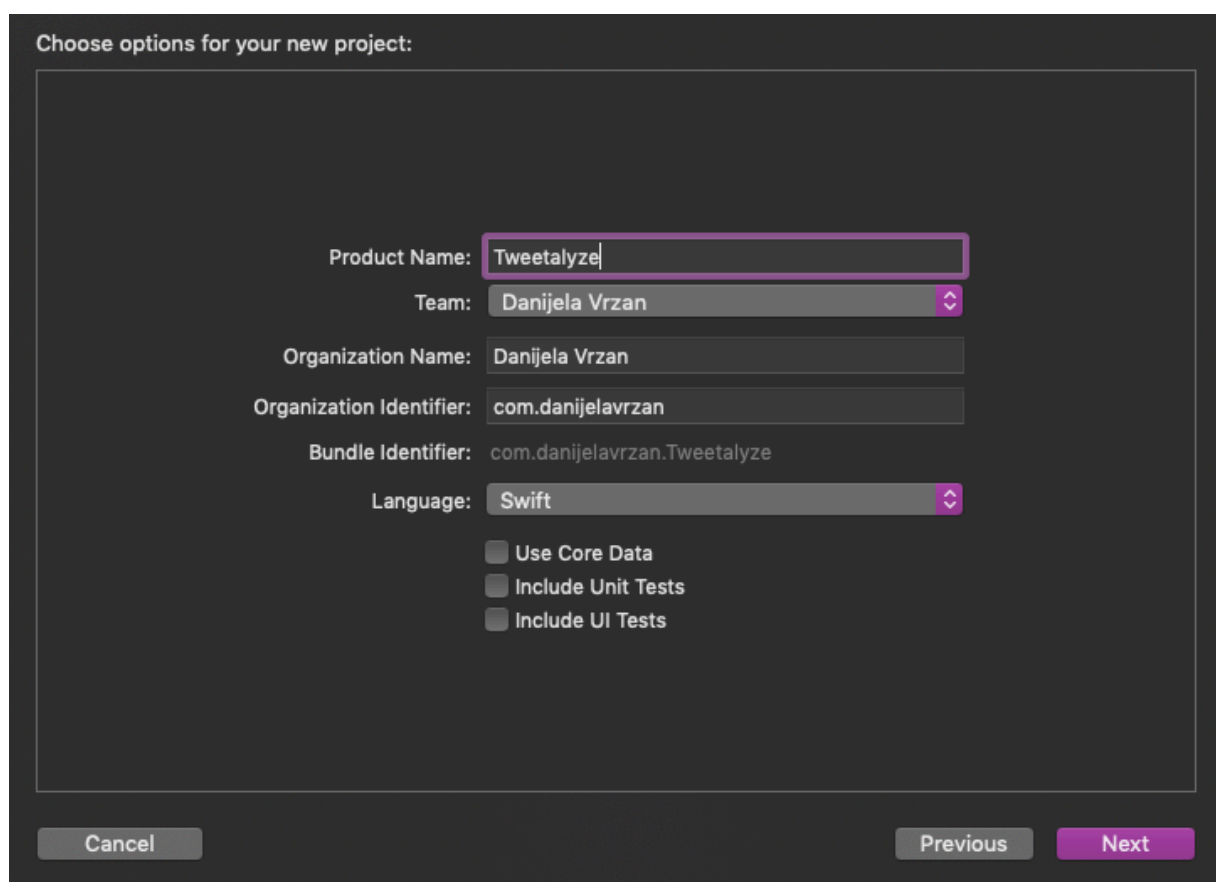 Choose options for your new project:
Product Name: Tweetalyze
Team: Danijela Vrzan
Organization Name: Danijela Vrzan
Organization Identifier: com.danijelavrzan
Bundle Identifier: com.danijelavrzan.Tweetalyze
Language: Swift
Use Core Data
Include Unit Tests
Include UI Tests
Cancel Previous Next